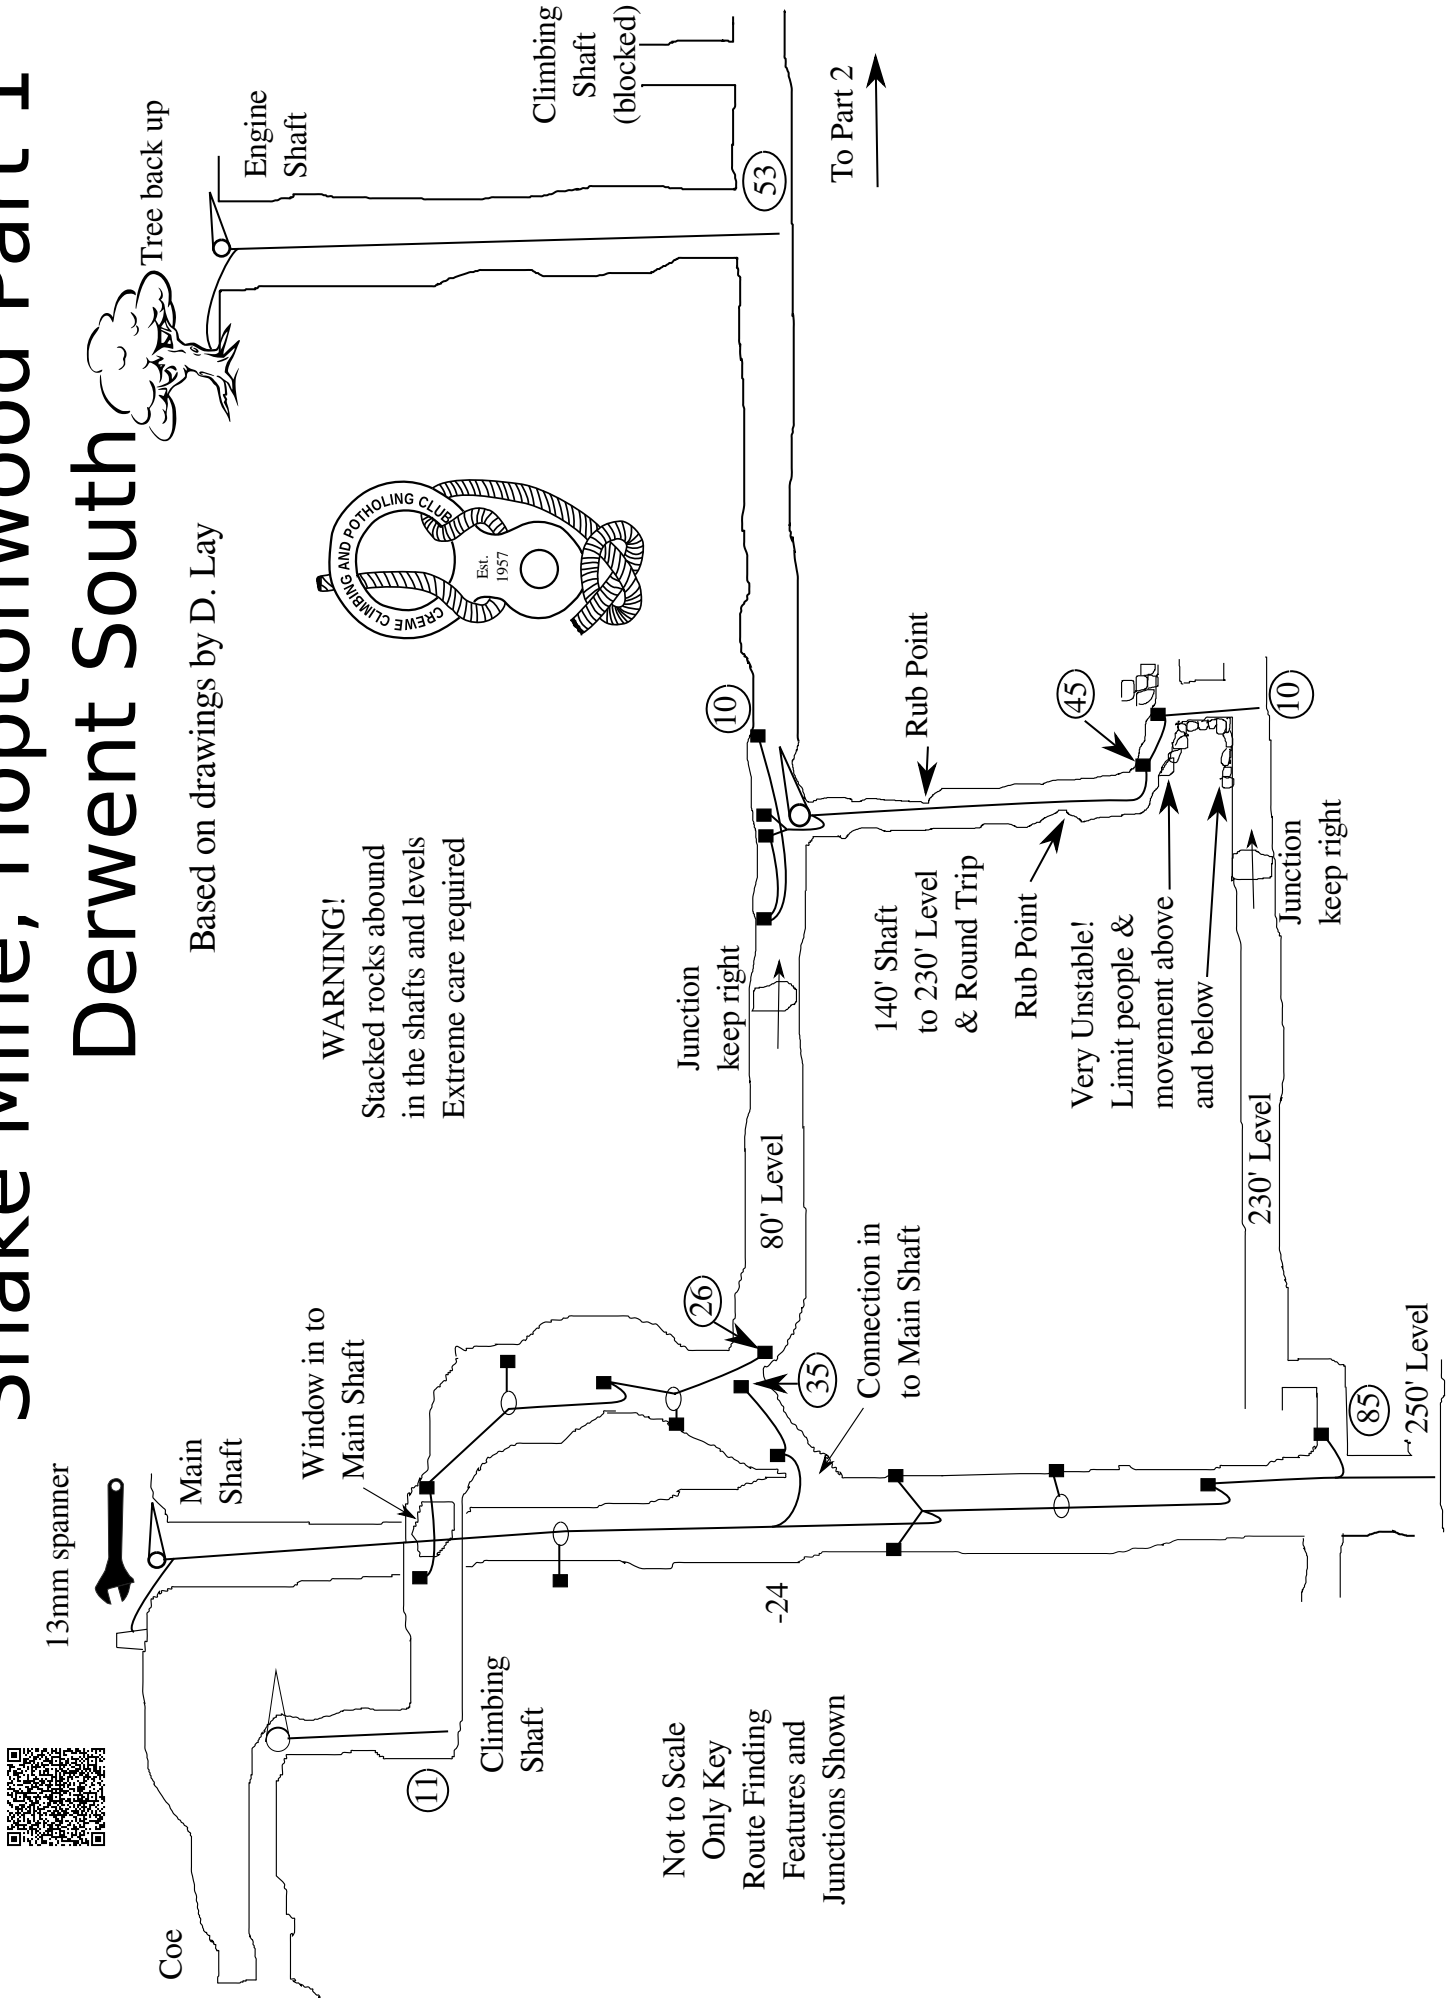 Snake Mine, Hoptonwood Part 1
Derwent South
Based on drawings by D. Lay
13mm spanner
Coe
Main
Shaft
Tree back up
Engine
Shaft
Climbing
Shaft
(blocked)
WARNING!
Stacked rocks abound
in the shafts and levels
Extreme care required
CREWE CLIMBING AND POTHOLING CLUB
Est.
1957
Window in to
Main Shaft
11
Climbing
Shaft
26
35
80' Level
Junction
keep right
10
53
To Part 2
-24
Connection in
to Main Shaft
Not to Scale
Only Key
Route Finding
Features and
Junctions Shown
140' Shaft
to 230' Level
& Round Trip
Rub Point
Rub Point
45
Very Unstable!
Limit people &
movement above
and below
230' Level
Junction
keep right
10
85
250' Level